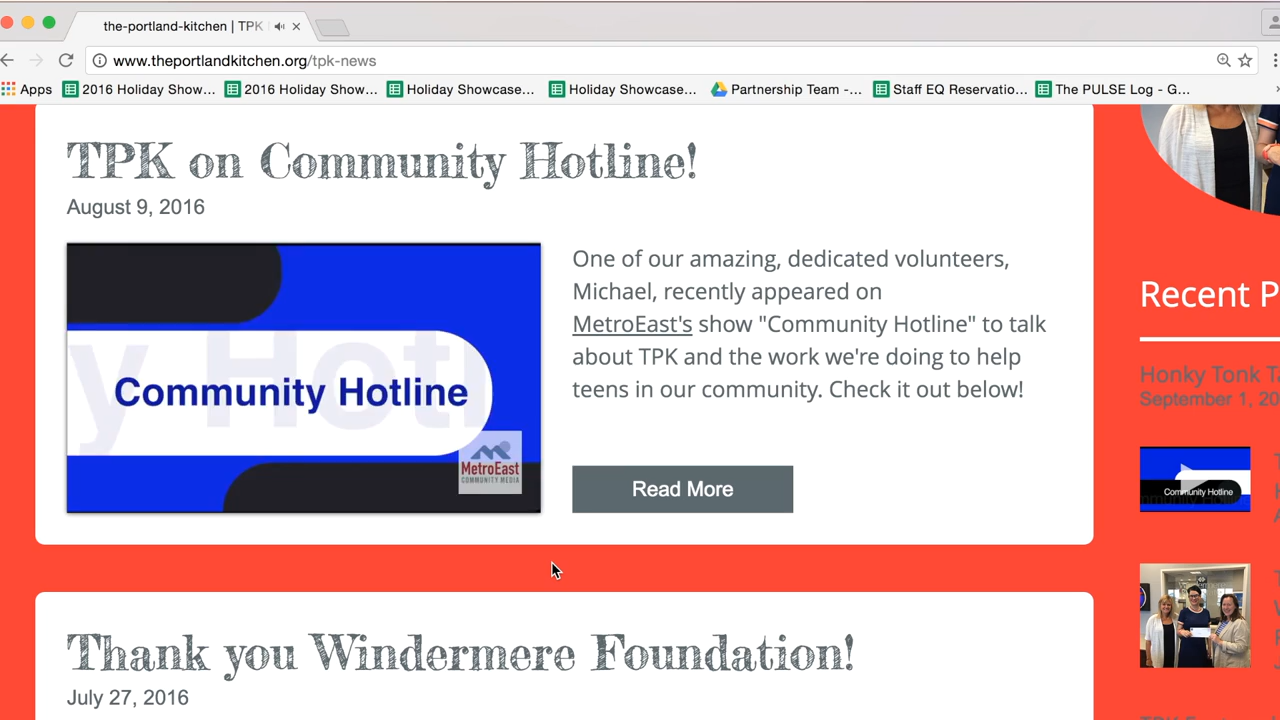 the-portland-kitchen | TPK
www.theportlandkitchen.org/tpk-news
Apps 2016 Holiday Show... 2016 Holiday Show... Holiday Showcase... Holiday Showcase... Partnership Team -... Staff EQ Reservatio... The PULSE Log - G...
TPK on Community Hotline!
August 9, 2016
Community Hotline
MetroEast
COMMUNITY MEDIA
One of our amazing, dedicated volunteers,
Michael, recently appeared on
MetroEast's show "Community Hotline" to talk
about TPK and the work we're doing to help
teens in our community. Check it out below!
Read More
Thank you Windermere Foundation!
July 27, 2016
Recent P
Honky Tonk Ta
September 1, 20
Community Hotline